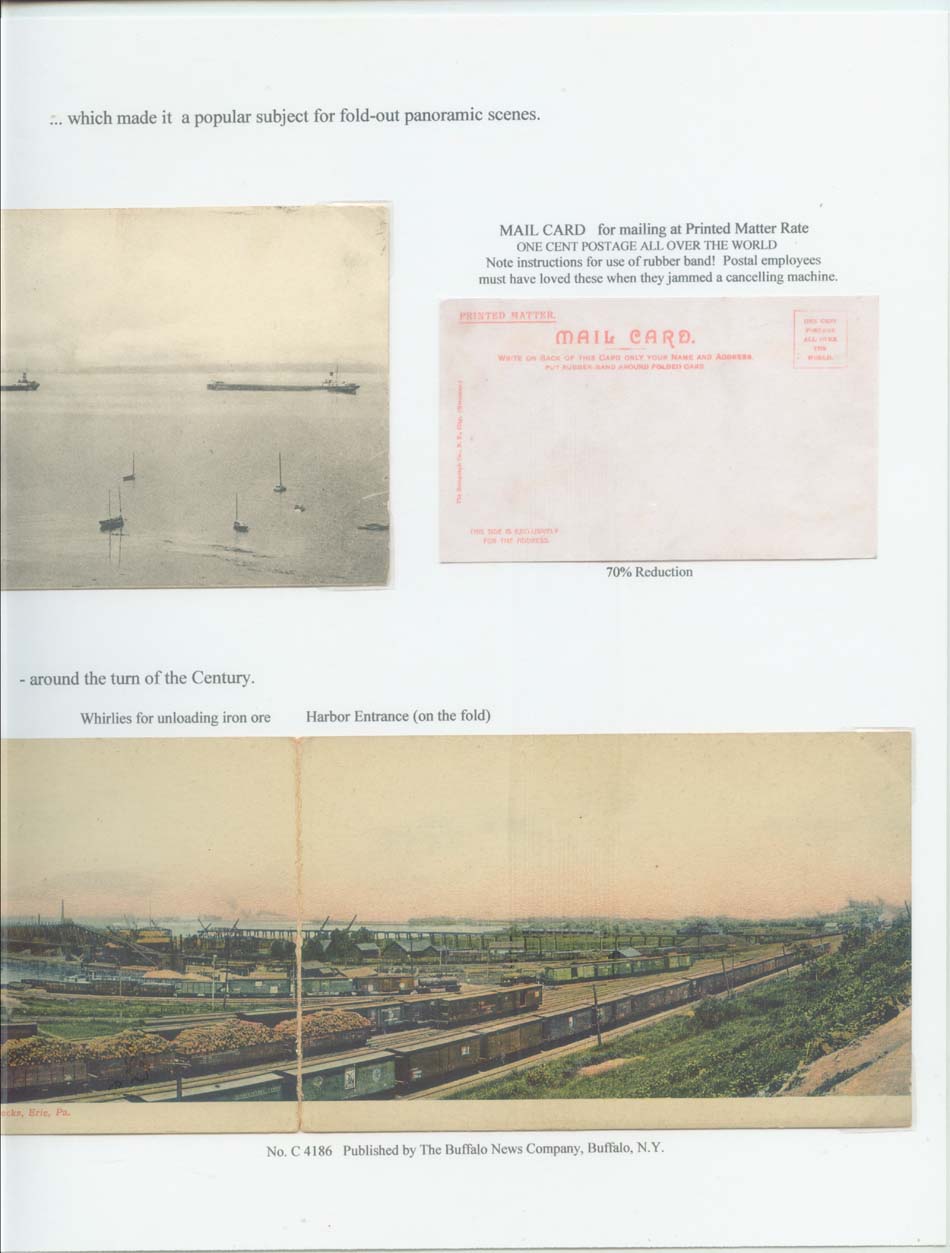 ... which made it a popular subject for fold-out panoramic scenes.
MAIL CARD for mailing at Printed Matter Rate
ONE CENT POSTAGE ALL OVER THE WORLD
Note instructions for use of rubber band! Postal employees
must have loved these when they jammed a cancelling machine.
PRINTED MATTER.
MAIL CARD.
WRITE ON BACK OF THIS CARD ONLY YOUR NAME AND ADDRESS.
PUT RUBBER-BAND AROUND FOLDED CARD
ONE CENT
POSTAGE
ALL OVER
THE
WORLD.
THIS SIDE IS EXCLUSIVELY
FOR THE ADDRESS.
70% Reduction
- around the turn of the Century.
Whirlies for unloading iron ore
Harbor Entrance (on the fold)
ocks, Erie, Pa.
No. C 4186 Published by The Buffalo News Company, Buffalo, N.Y.